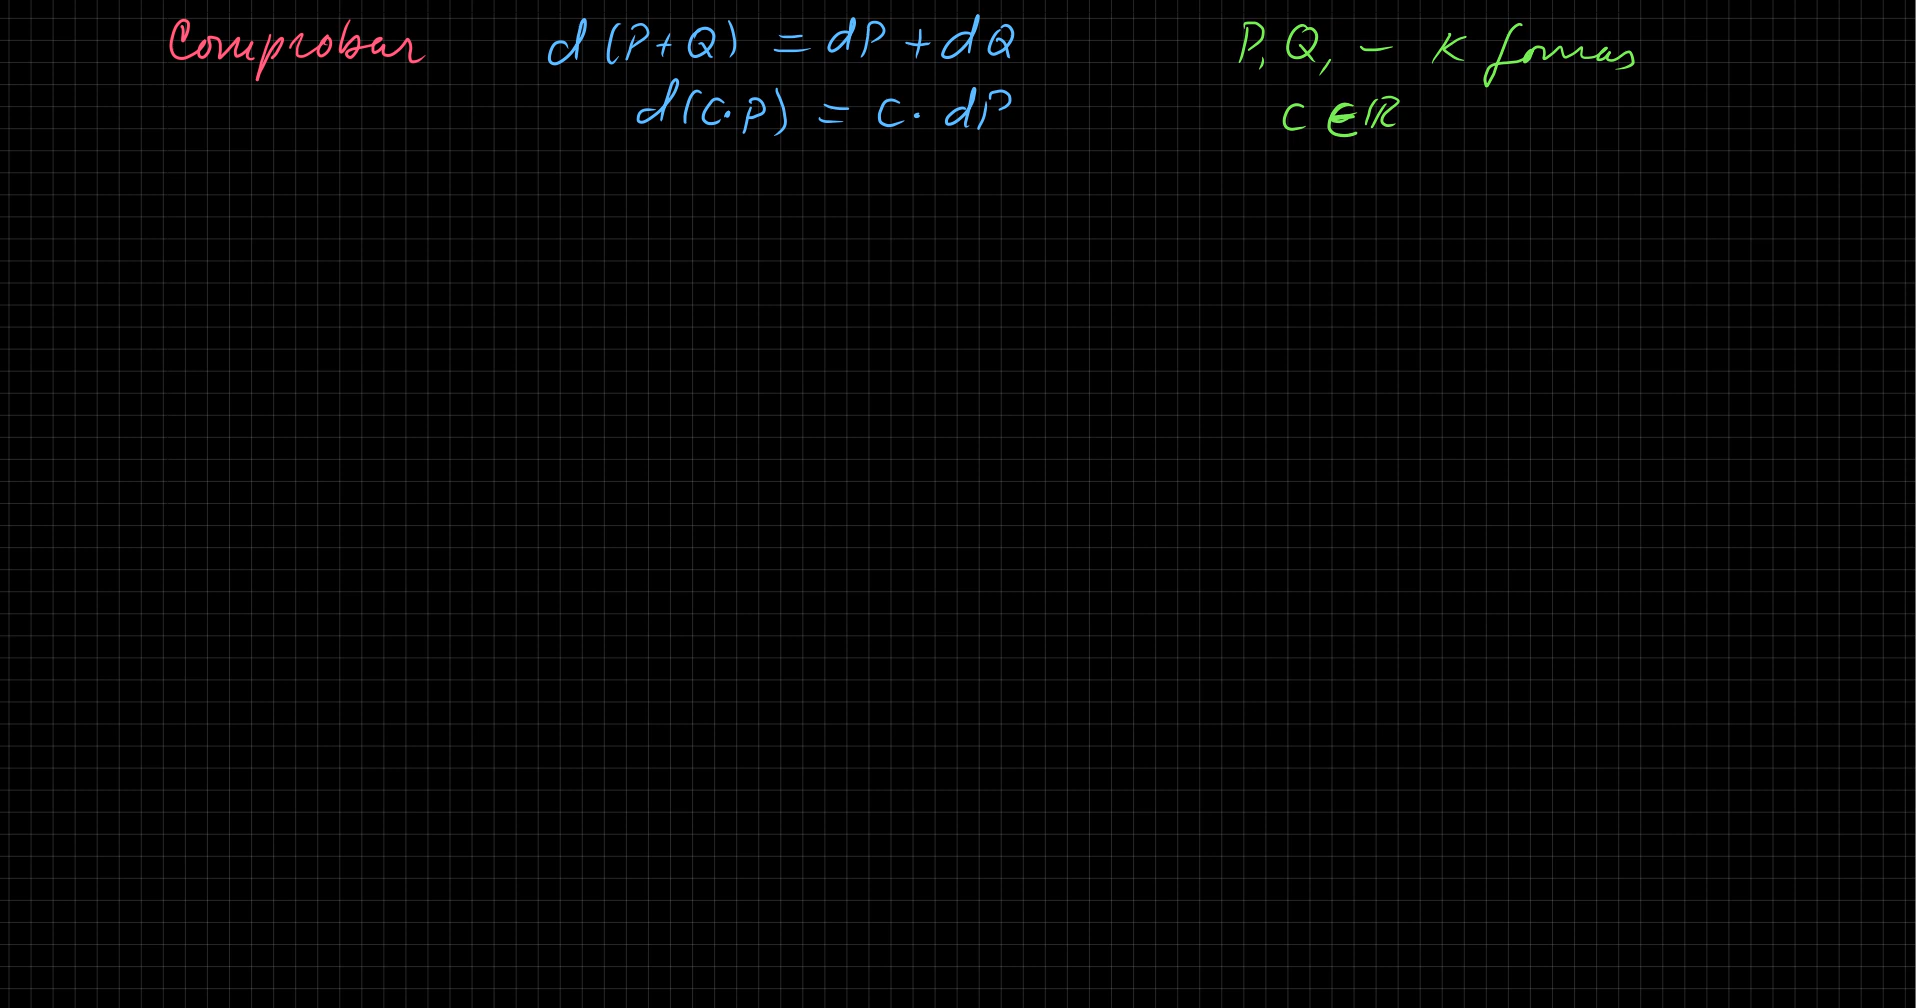 Comprobar d(P+Q) = dP + dQ P, Q, - K formas
d(C·P) = C· dP C ∈ ℝ